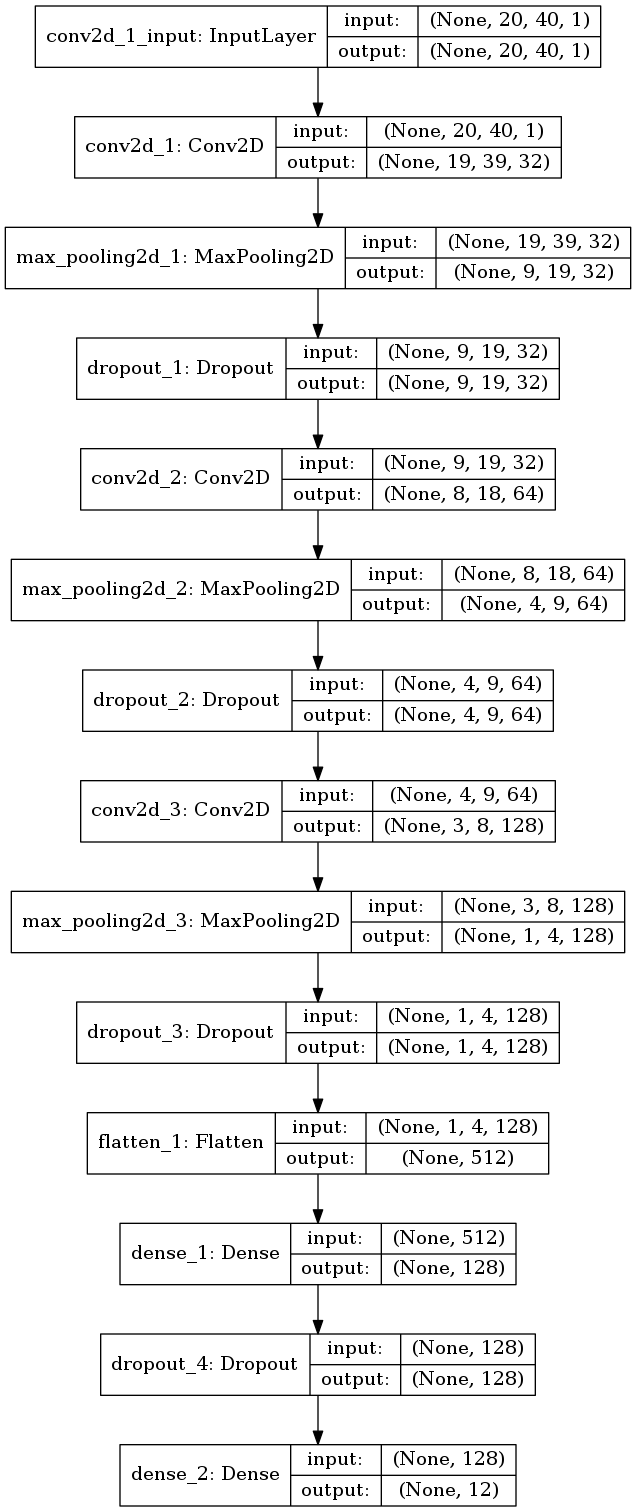 conv2d_1_input: InputLayer
input: (None, 20, 40, 1)
output: (None, 20, 40, 1)
conv2d_1: Conv2D
input: (None, 20, 40, 1)
output: (None, 19, 39, 32)
max_pooling2d_1: MaxPooling2D
input: (None, 19, 39, 32)
output: (None, 9, 19, 32)
dropout_1: Dropout
input: (None, 9, 19, 32)
output: (None, 9, 19, 32)
conv2d_2: Conv2D
input: (None, 9, 19, 32)
output: (None, 8, 18, 64)
max_pooling2d_2: MaxPooling2D
input: (None, 8, 18, 64)
output: (None, 4, 9, 64)
dropout_2: Dropout
input: (None, 4, 9, 64)
output: (None, 4, 9, 64)
conv2d_3: Conv2D
input: (None, 4, 9, 64)
output: (None, 3, 8, 128)
max_pooling2d_3: MaxPooling2D
input: (None, 3, 8, 128)
output: (None, 1, 4, 128)
dropout_3: Dropout
input: (None, 1, 4, 128)
output: (None, 1, 4, 128)
flatten_1: Flatten
input: (None, 1, 4, 128)
output: (None, 512)
dense_1: Dense
input: (None, 512)
output: (None, 128)
dropout_4: Dropout
input: (None, 128)
output: (None, 128)
dense_2: Dense
input: (None, 128)
output: (None, 12)